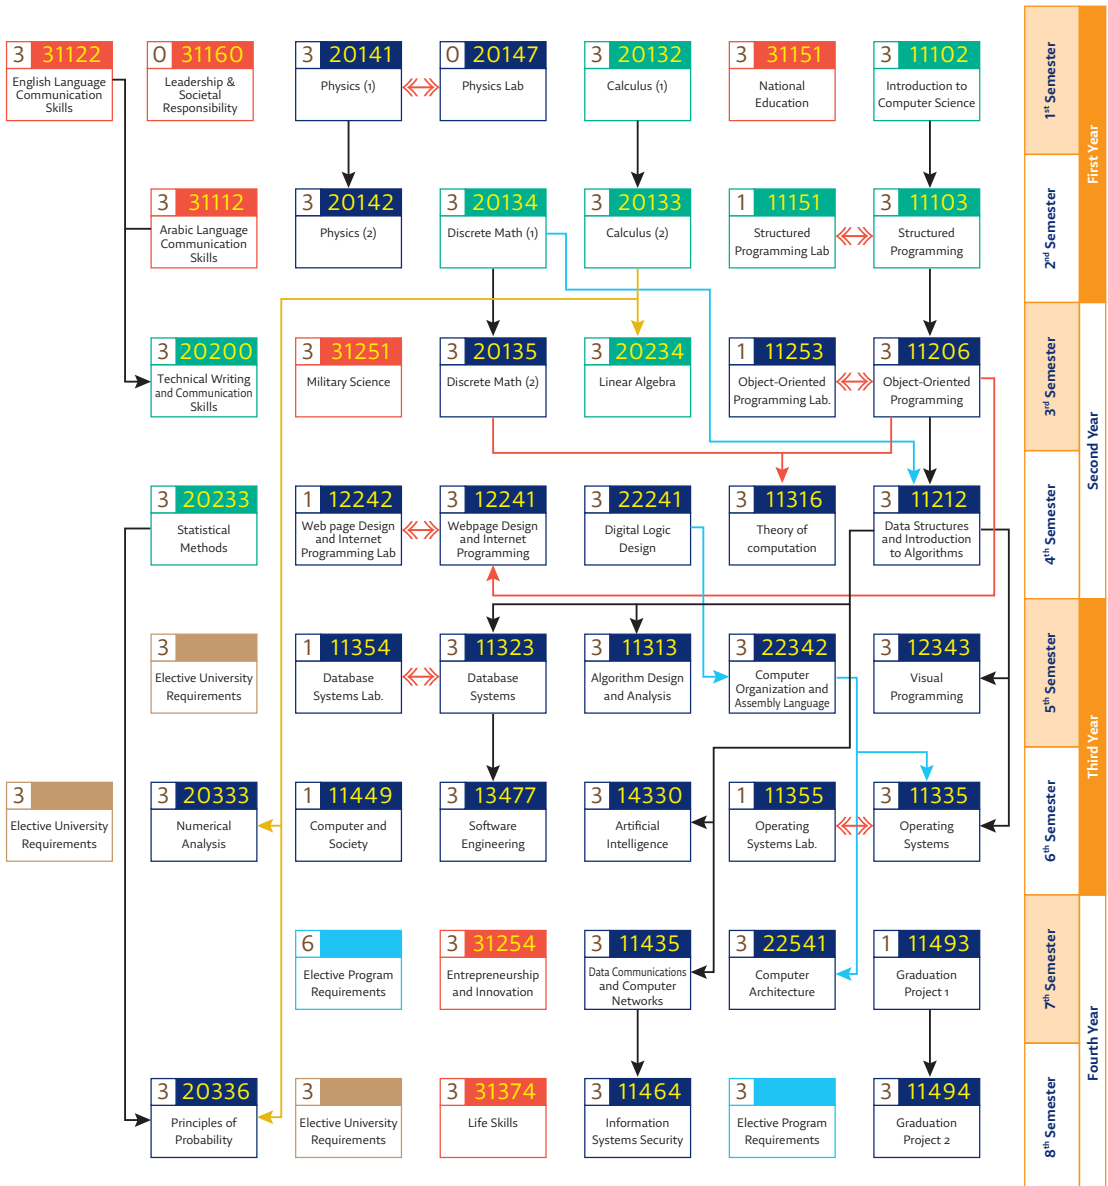 3 31122
English Language
Communication
Skills
0 31160
Leadership &
Societal
Responsibility
3 20141
Physics (1)
0 20147
Physics Lab
3 20132
Calculus (1)
3 31151
National
Education
3 11102
Introduction to
Computer Science
1st Semester
First Year
3 31112
Arabic Language
Communication
Skills
3 20142
Physics (2)
3 20134
Discrete Math (1)
3 20133
Calculus (2)
1 11151
Structured
Programming Lab
3 11103
Structured
Programming
2nd Semester
3 20200
Technical Writing
and Communication
Skills
3 31251
Military Science
3 20135
Discrete Math (2)
3 20234
Linear Algebra
1 11253
Object-Oriented
Programming Lab.
3 11206
Object-Oriented
Programming
3rd Semester
Second Year
3 20233
Statistical
Methods
1 12242
Web page Design
and Internet
Programming Lab
3 12241
Webpage Design
and Internet
Programming
3 22241
Digital Logic
Design
3 11316
Theory of
computation
3 11212
Data Structures
and Introduction
to Algorithms
4th Semester
3
Elective University
Requirements
1 11354
Database
Systems Lab.
3 11323
Database
Systems
3 11313
Algorithm Design
and Analysis
3 22342
Computer
Organization and
Assembly Language
3 12343
Visual
Programming
5th Semester
Third Year
3
Elective University
Requirements
3 20333
Numerical
Analysis
1 11449
Computer and
Society
3 13477
Software
Engineering
3 14330
Artificial
Intelligence
1 11355
Operating
Systems Lab.
3 11335
Operating
Systems
6th Semester
6
Elective Program
Requirements
3 31254
Entrepreneurship
and Innovation
3 11435
Data Communications
and Computer
Networks
3 22541
Computer
Architecture
1 11493
Graduation
Project 1
7th Semester
Fourth Year
3 20336
Principles of
Probability
3
Elective University
Requirements
3 31374
Life Skills
3 11464
Information
Systems Security
3
Elective Program
Requirements
3 11494
Graduation
Project 2
8th Semester